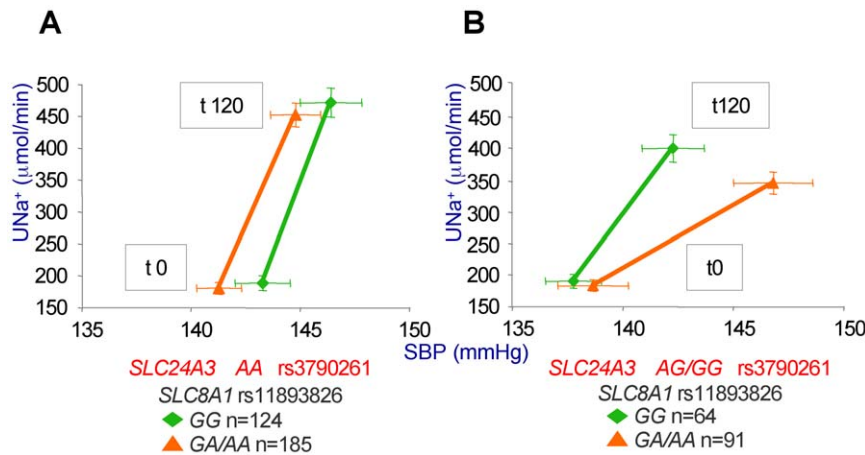 A
B
UNa⁺ (μmol/min)
500
450
400
350
300
250
200
150
t 120
t 0
135
140
145
150
UNa⁺ (μmol/min)
500
450
400
350
300
250
200
150
t120
t0
135
140
145
150
SBP (mmHg)
SLC24A3 AA rs3790261
SLC8A1 rs11893826
GG n=124
GA/AA n=185
SLC24A3 AG/GG rs3790261
SLC8A1 rs11893826
GG n=64
GA/AA n=91